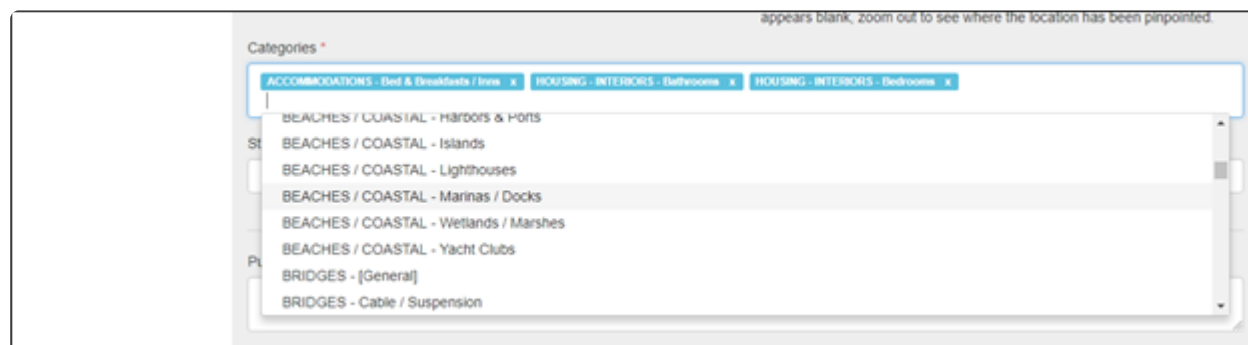 appears blank, zoom out to see where the location has been pinpointed.
Categories *
ACCOMMODATIONS - Bed & Breakfasts / Inns x HOUSING - INTERIORS - Bathrooms x HOUSING - INTERIORS - Bedrooms x
BEACHES / COASTAL - Harbors & Ports
St
BEACHES / COASTAL - Islands
BEACHES / COASTAL - Lighthouses
BEACHES / COASTAL - Marinas / Docks
BEACHES / COASTAL - Wetlands / Marshes
BEACHES / COASTAL - Yacht Clubs
Pu
BRIDGES - [General]
BRIDGES - Cable / Suspension